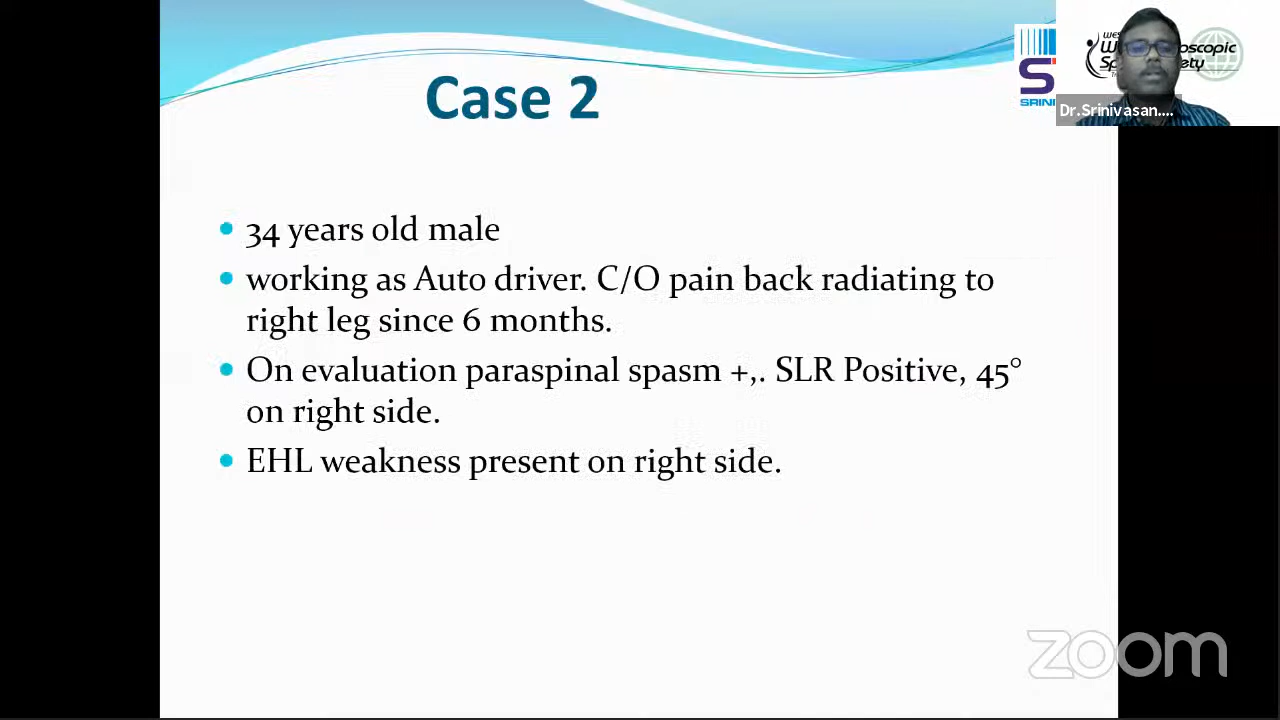 Case 2
34 years old male
working as Auto driver. C/O pain back radiating to
right leg since 6 months.
On evaluation paraspinal spasm +,. SLR Positive, 45°
on right side.
EHL weakness present on right side.
Dr.Srinivasan....
zoom